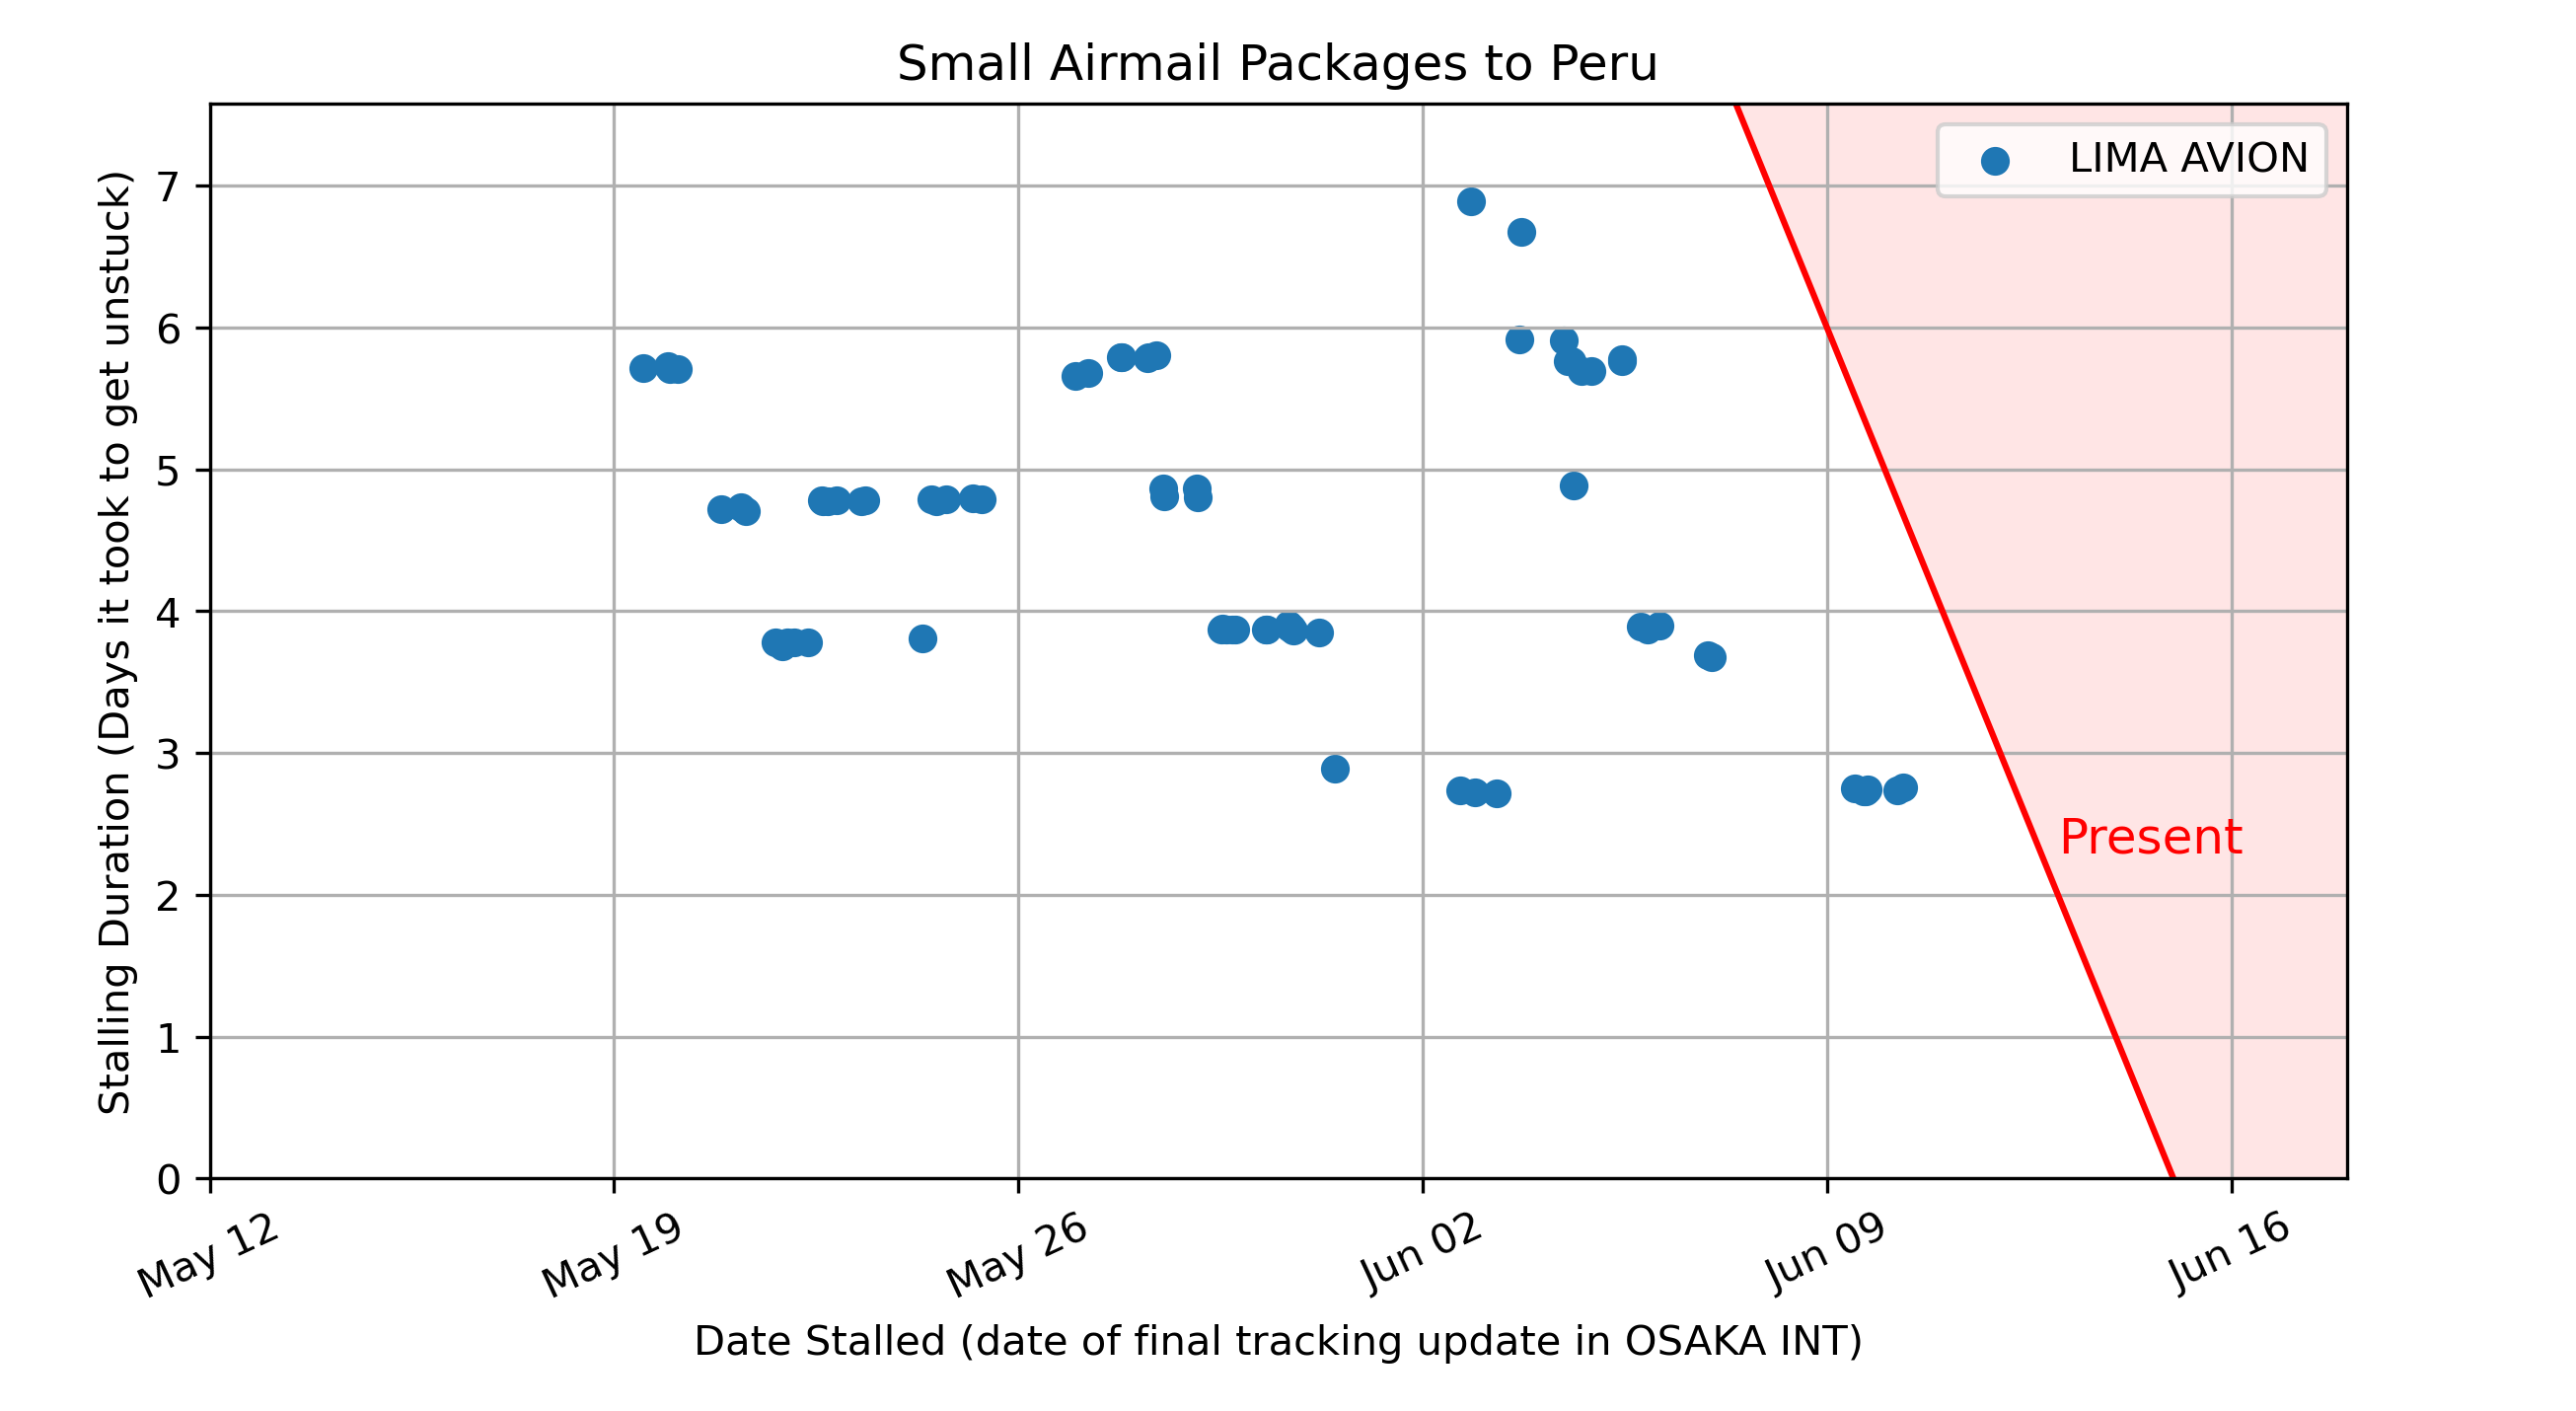 Small Airmail Packages to Peru
LIMA AVION
Stalling Duration (Days it took to get unstuck)
7
6
5
4
3
2
1
0
Present
May 12
May 19
May 26
Jun 02
Jun 09
Jun 16
Date Stalled (date of final tracking update in OSAKA INT)